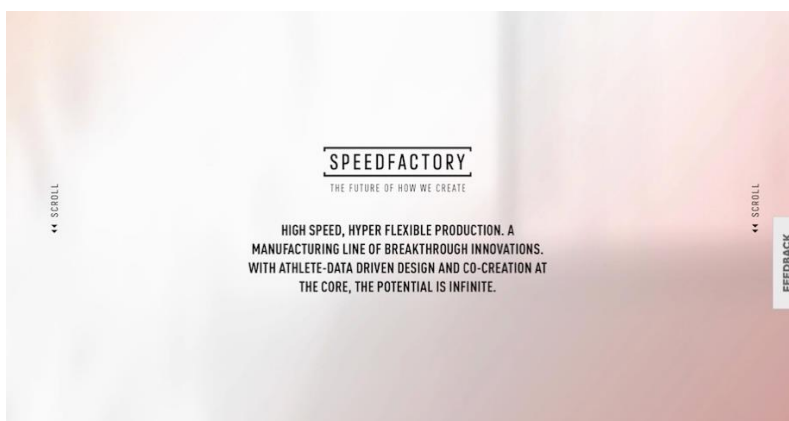 SPEEDFACTORY
THE FUTURE OF HOW WE CREATE
SCROLL
SCROLL
HIGH SPEED, HYPER FLEXIBLE PRODUCTION. A
MANUFACTURING LINE OF BREAKTHROUGH INNOVATIONS.
WITH ATHLETE-DATA DRIVEN DESIGN AND CO-CREATION AT
THE CORE, THE POTENTIAL IS INFINITE.
FEEDBACK